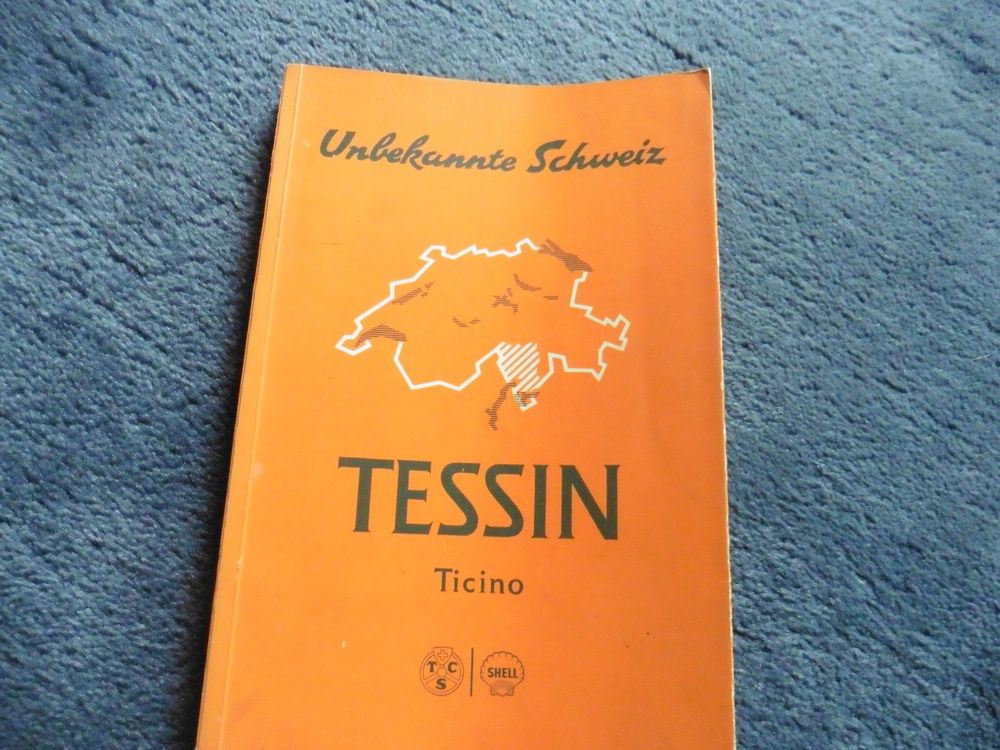 Unbekannte Schweiz
TESSIN
Ticino
TCS
SHELL